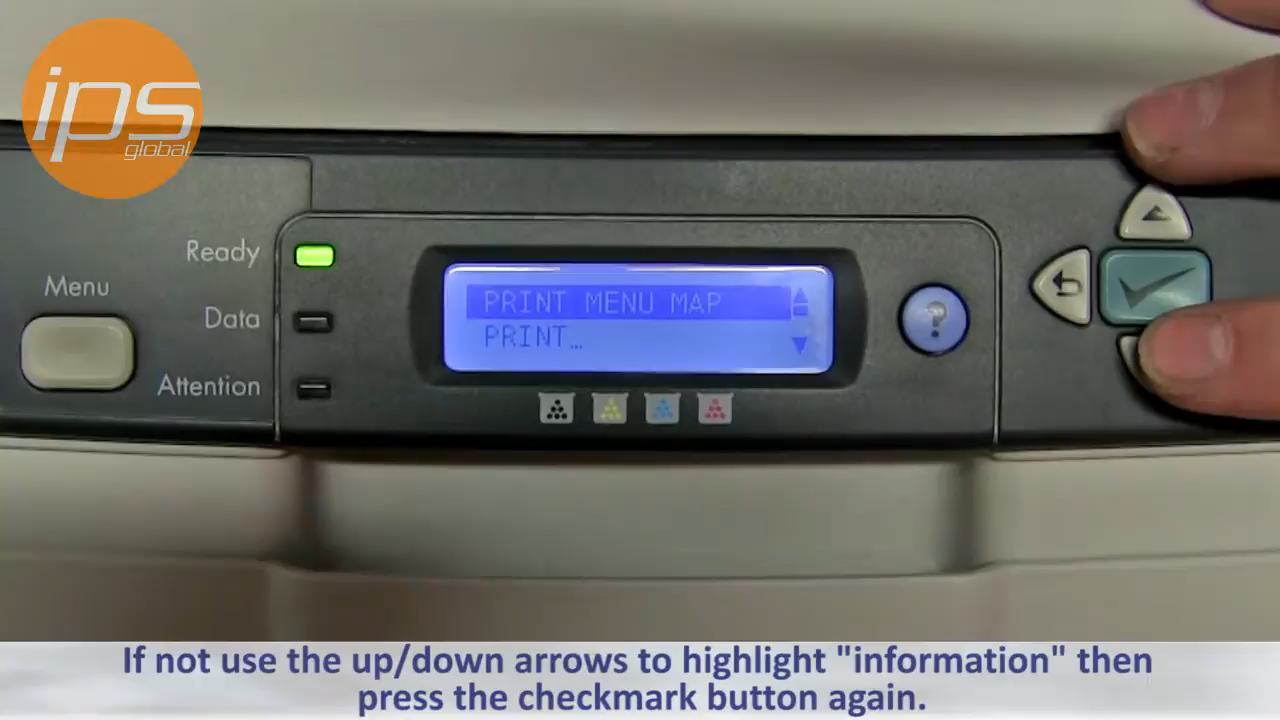 ips
global
Ready
Menu
Data
Attention
PRINT MENU MAP
PRINT…
?
If not use the up/down arrows to highlight "information" then
press the checkmark button again.